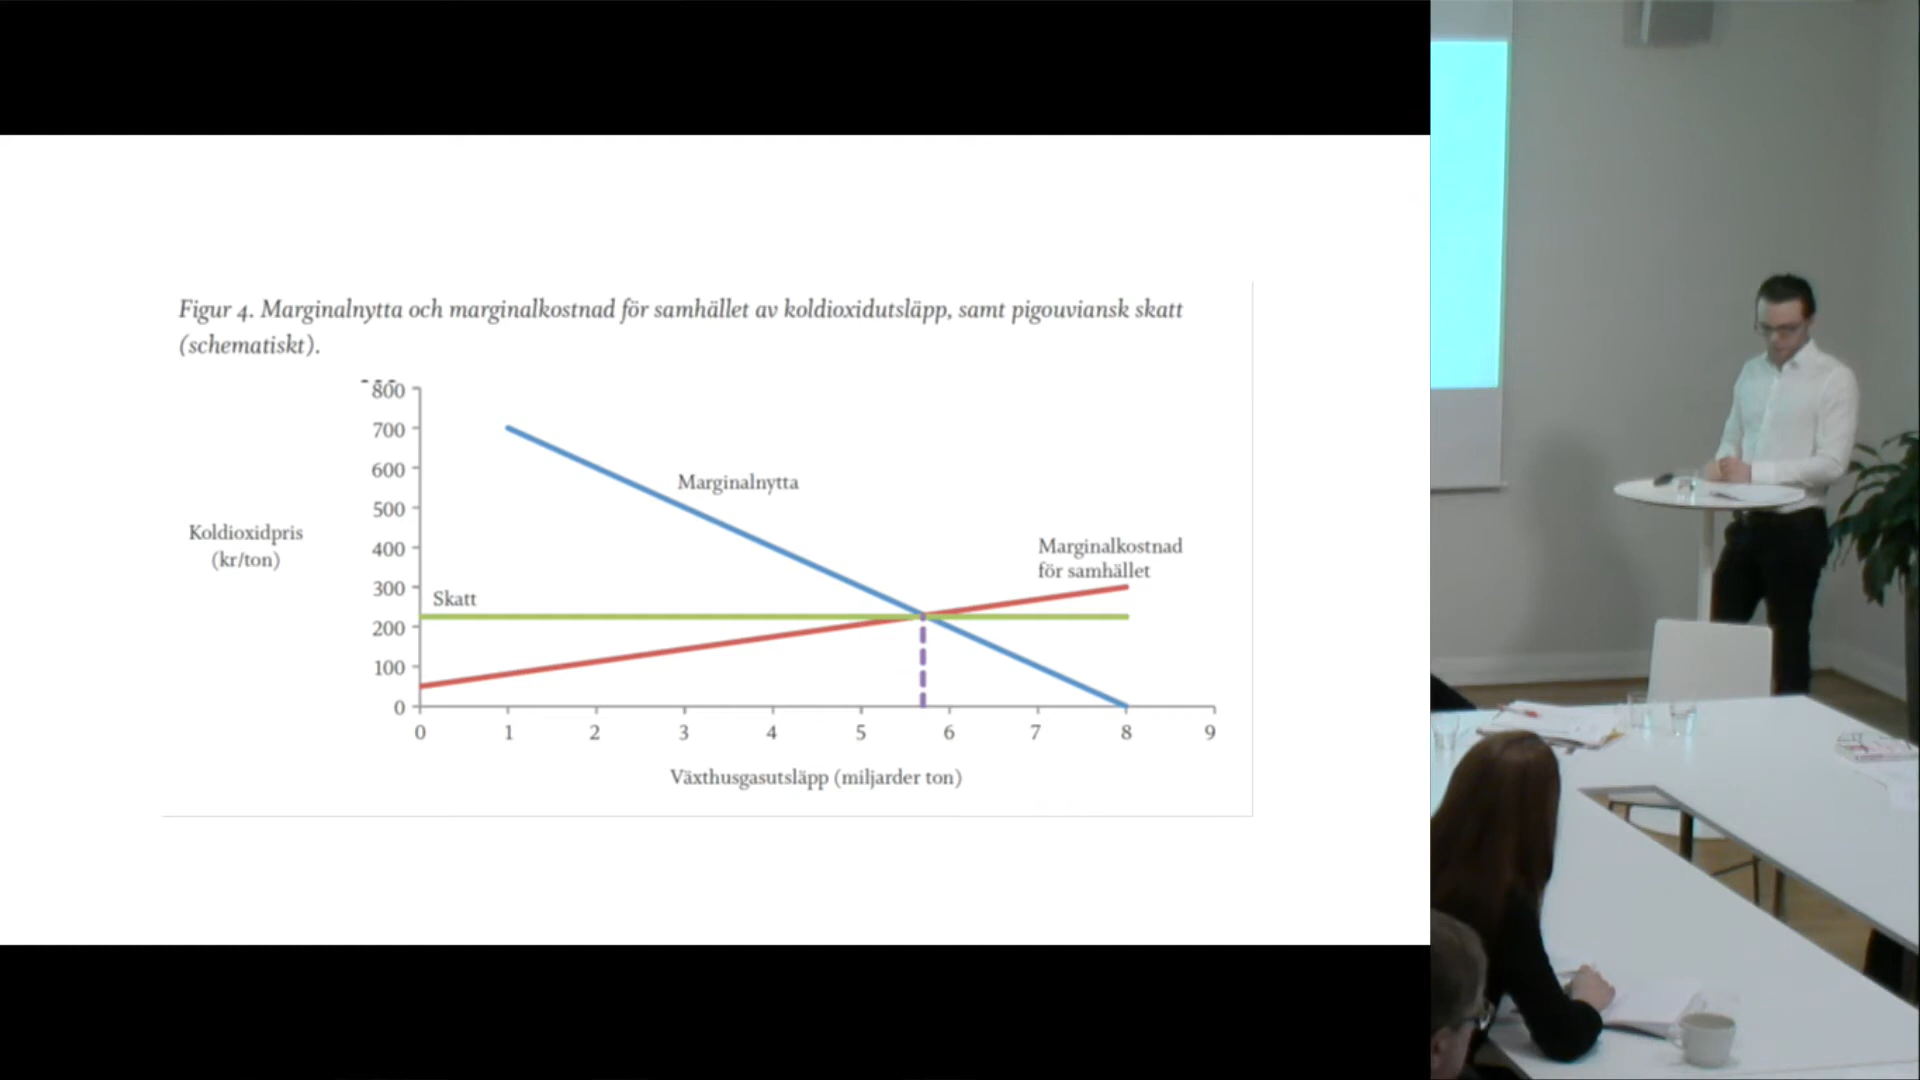 Figur 4. Marginalnytta och marginalkostnad för samhället av koldioxidutsläpp, samt pigouviansk skatt
(schematiskt).
800
700
600
500
400
300
200
100
0
Koldioxidpris
(kr/ton)
Marginalnytta
Marginalkostnad
för samhället
Skatt
0 1 2 3 4 5 6 7 8 9
Växthusgasutsläpp (miljarder ton)